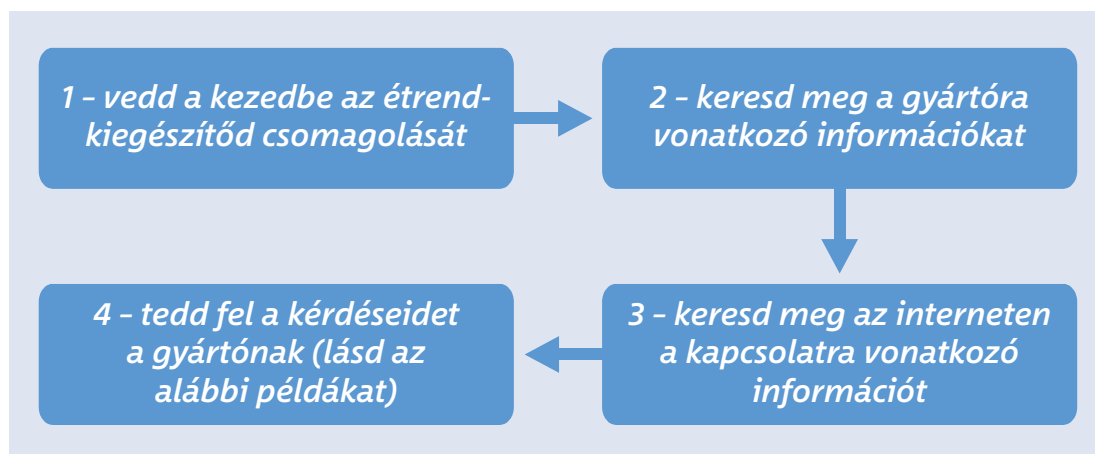 1 – vedd a kezedbe az étrend-
kiegészítőd csomagolását
2 – keresd meg a gyártóra
vonatkozó információkat
3 – keresd meg az interneten
a kapcsolatra vonatkozó
információt
4 – tedd fel a kérdéseidet
a gyártónak (lásd az
alábbi példákat)